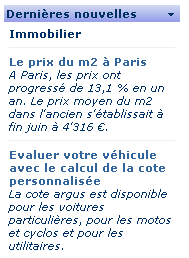 Dernières nouvelles
Immobilier
Le prix du m2 à Paris
A Paris, les prix ont
progressé de 13,1 % en un
an. Le prix moyen du m2
dans l'ancien s'établissait à
fin juin à 4'316 €.
Evaluer votre véhicule
avec le calcul de la cote
personnalisée
La cote argus est disponible
pour les voitures
particulières, pour les motos
et cyclos et pour les
utilitaires.